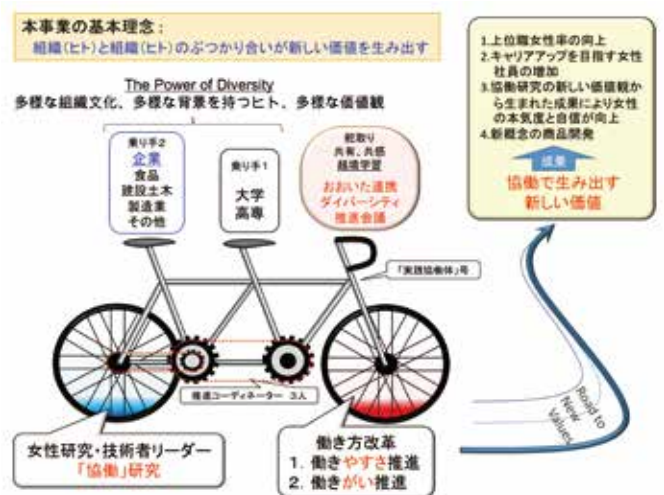 本事業の基本理念：
組織(ヒト)と組織(ヒト)のぶつかり合いが新しい価値を生み出す
The Power of Diversity
多様な組織文化、多様な背景を持つヒト、多様な価値観
乗り手2
企業
食品
建設土木
製造業
その他
乗り手1
大学
高専
舵取り
共有、共感
越境学習
おおいた連携
ダイバーシティ
推進会議
1.上位職女性率の向上
2.キャリアアップを目指す女性
社員の増加
3.協働研究の新しい価値観か
ら生まれた成果により女性
の本気度と自信が向上
4.新概念の商品開発
成果
協働で生み出す
新しい価値
「実践協働体」号
推進コーディネーター 3人
女性研究・技術者リーダー
「協働」研究
働き方改革
1. 働きやすさ推進
2. 働きがい推進
Road to
New
Values